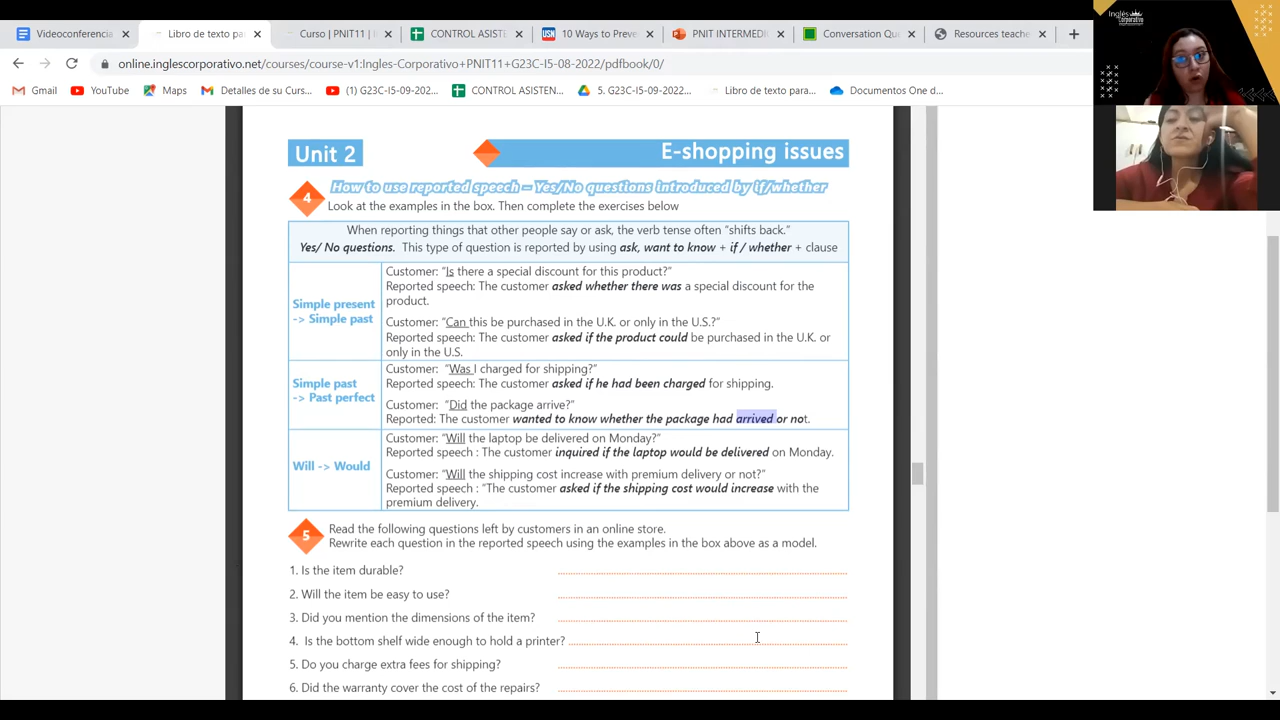 Videoconferencia
Libro de texto pa
Curso | PNIT11 |
CONTROL ASIST
10 Ways to Preve
PNIT INTERMED
Conversation Qu
Resources teache
online.inglescorporativo.net/courses/course-v1:Ingles-Corporativo+PNIT11+G23C-I5-08-2022/pdfbook/0/
Gmail
YouTube
Maps
Detalles de su Curs...
(1) G23C-I5-09-202...
CONTROL ASISTEN...
5. G23C-I5-09-2022...
Libro de texto para...
Documentos One d...
Inglés
Corporativo
Unit 2
E-shopping issues
4
How to use reported speech – Yes/No questions introduced by if/whether
Look at the examples in the box. Then complete the exercises below
When reporting things that other people say or ask, the verb tense often “shifts back.”
Yes/ No questions. This type of question is reported by using ask, want to know + if / whether + clause
Simple present
-> Simple past
Customer: “Is there a special discount for this product?”
Reported speech: The customer asked whether there was a special discount for the
product.
Customer: “Can this be purchased in the U.K. or only in the U.S.?”
Reported speech: The customer asked if the product could be purchased in the U.K. or
only in the U.S.
Simple past
-> Past perfect
Customer: “Was I charged for shipping?”
Reported speech: The customer asked if he had been charged for shipping.
Customer: “Did the package arrive?”
Reported: The customer wanted to know whether the package had arrived or not.
Will -> Would
Customer: “Will the laptop be delivered on Monday?”
Reported speech : The customer inquired if the laptop would be delivered on Monday.
Customer: “Will the shipping cost increase with premium delivery or not?”
Reported speech : “The customer asked if the shipping cost would increase with the
premium delivery.
5
Read the following questions left by customers in an online store.
Rewrite each question in the reported speech using the examples in the box above as a model.
1. Is the item durable?
2. Will the item be easy to use?
3. Did you mention the dimensions of the item?
4. Is the bottom shelf wide enough to hold a printer?
5. Do you charge extra fees for shipping?
6. Did the warranty cover the cost of the repairs?